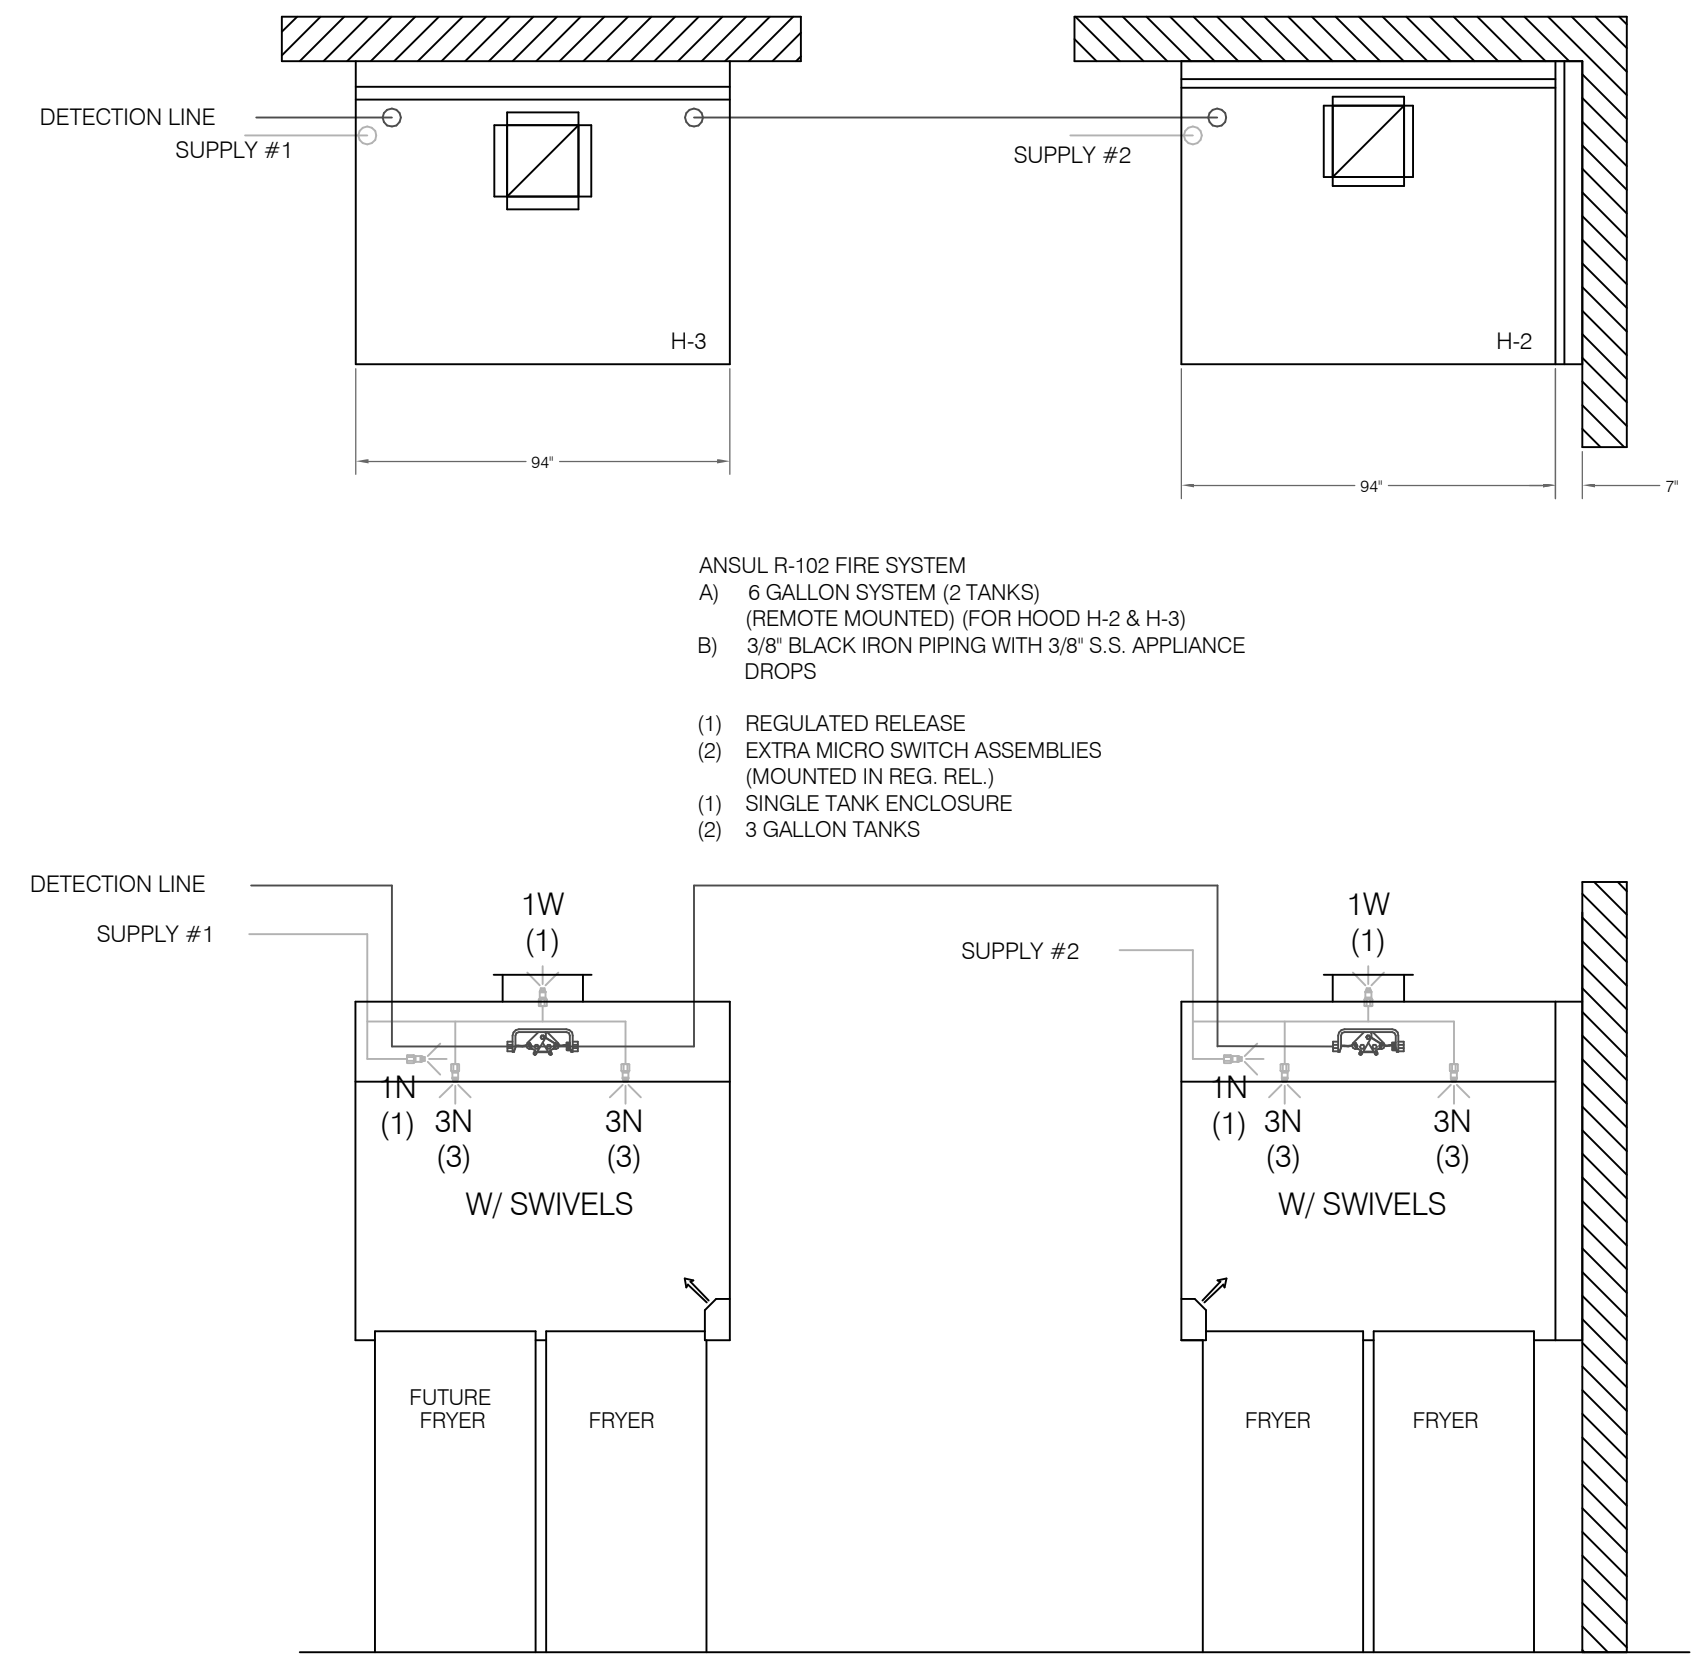 DETECTION LINE
SUPPLY #1
SUPPLY #2
H-3
H-2
94"
94"
7"
ANSUL R-102 FIRE SYSTEM
A) 6 GALLON SYSTEM (2 TANKS)
(REMOTE MOUNTED) (FOR HOOD H-2 & H-3)
B) 3/8" BLACK IRON PIPING WITH 3/8" S.S. APPLIANCE
DROPS
(1) REGULATED RELEASE
(2) EXTRA MICRO SWITCH ASSEMBLIES
(MOUNTED IN REG. REL.)
(1) SINGLE TANK ENCLOSURE
(2) 3 GALLON TANKS
DETECTION LINE
SUPPLY #1
1W
(1)
1N
(1)
3N
(3)
3N
(3)
W/ SWIVELS
FUTURE
FRYER
FRYER
SUPPLY #2
1W
(1)
1N
(1)
3N
(3)
3N
(3)
W/ SWIVELS
FRYER
FRYER